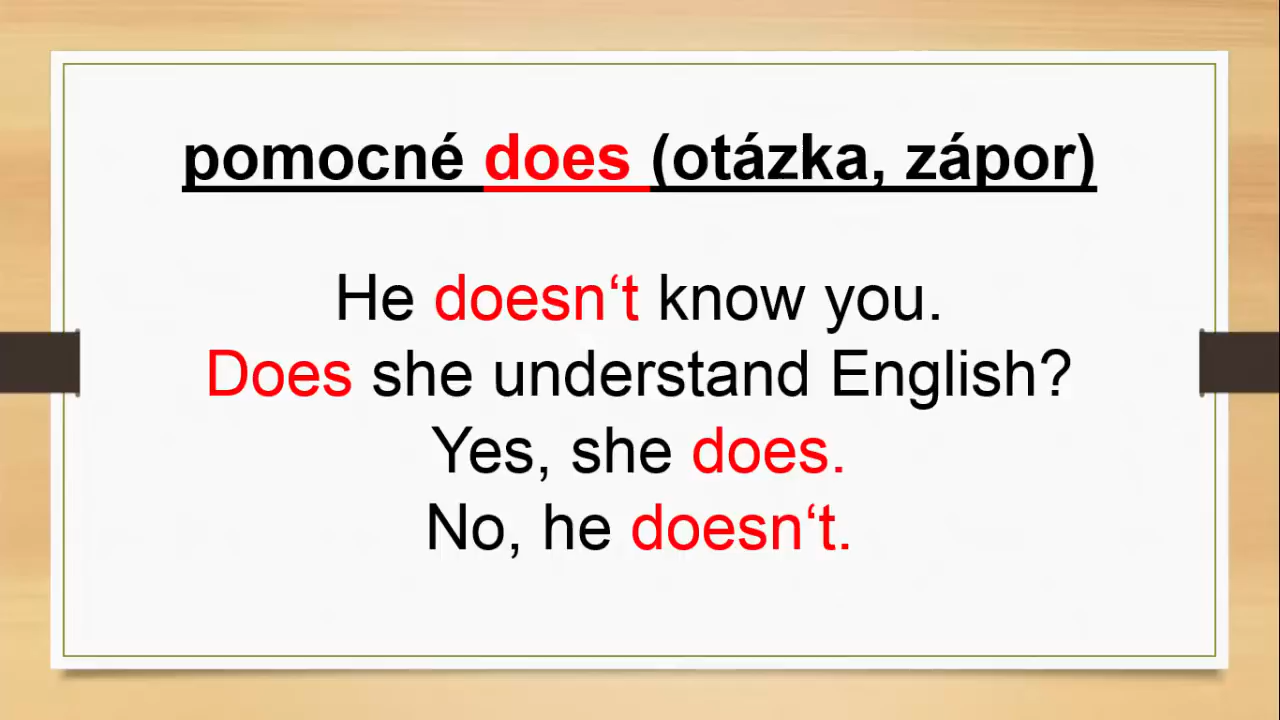 pomocné does (otázka, zápor)
He doesn‘t know you.
Does she understand English?
Yes, she does.
No, he doesn‘t.